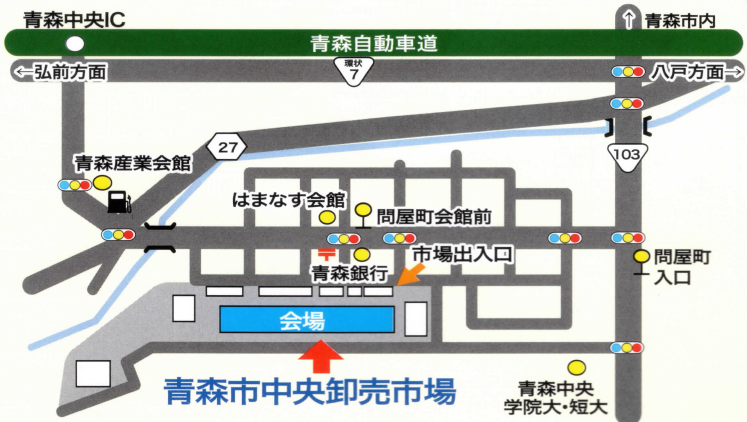 青森中央IC
↑
青森市内
青森自動車道
←弘前方面
環状
7
八戸方面→
27
103
青森産業会館
はまなす会館
問屋町会館前
〒
青森銀行
市場出入口
問屋町
入口
会場
青森市中央卸売市場
青森中央
学院大・短大